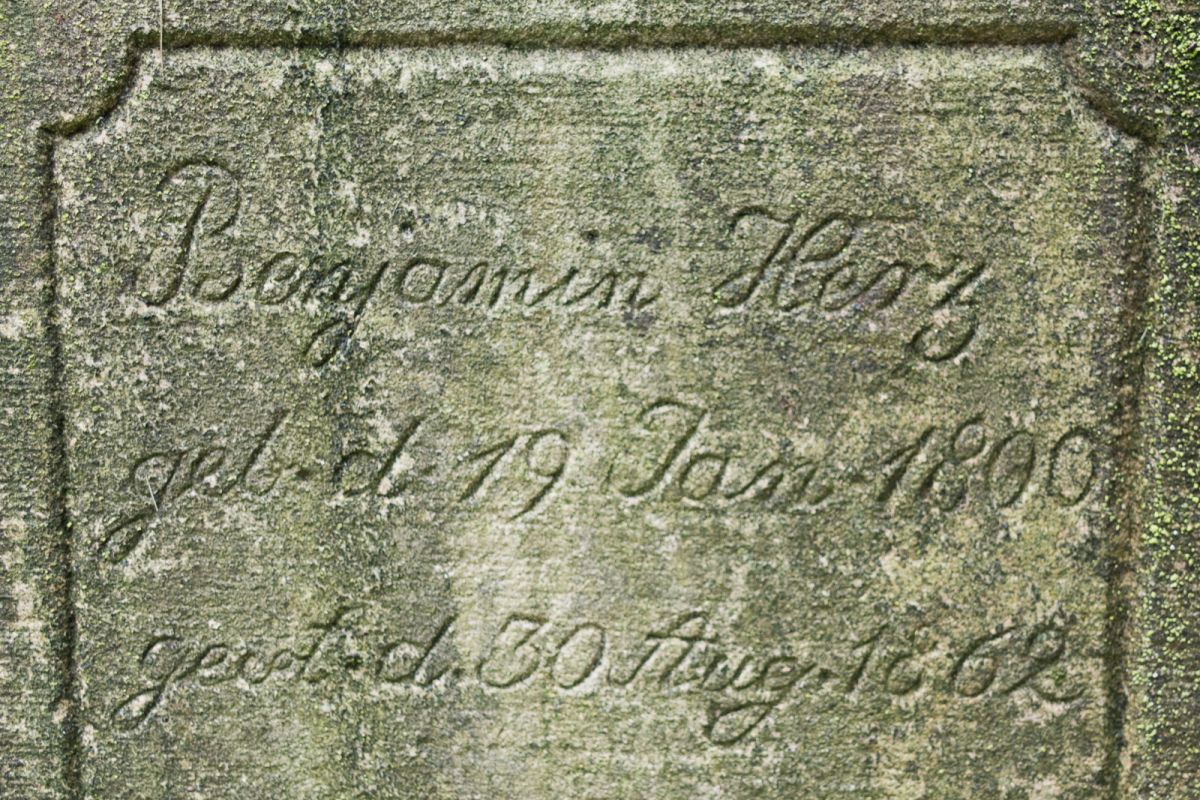 Benjamin Herz
geb. d. 19 Jan. 1800
gest. d. 30 Aug. 1862